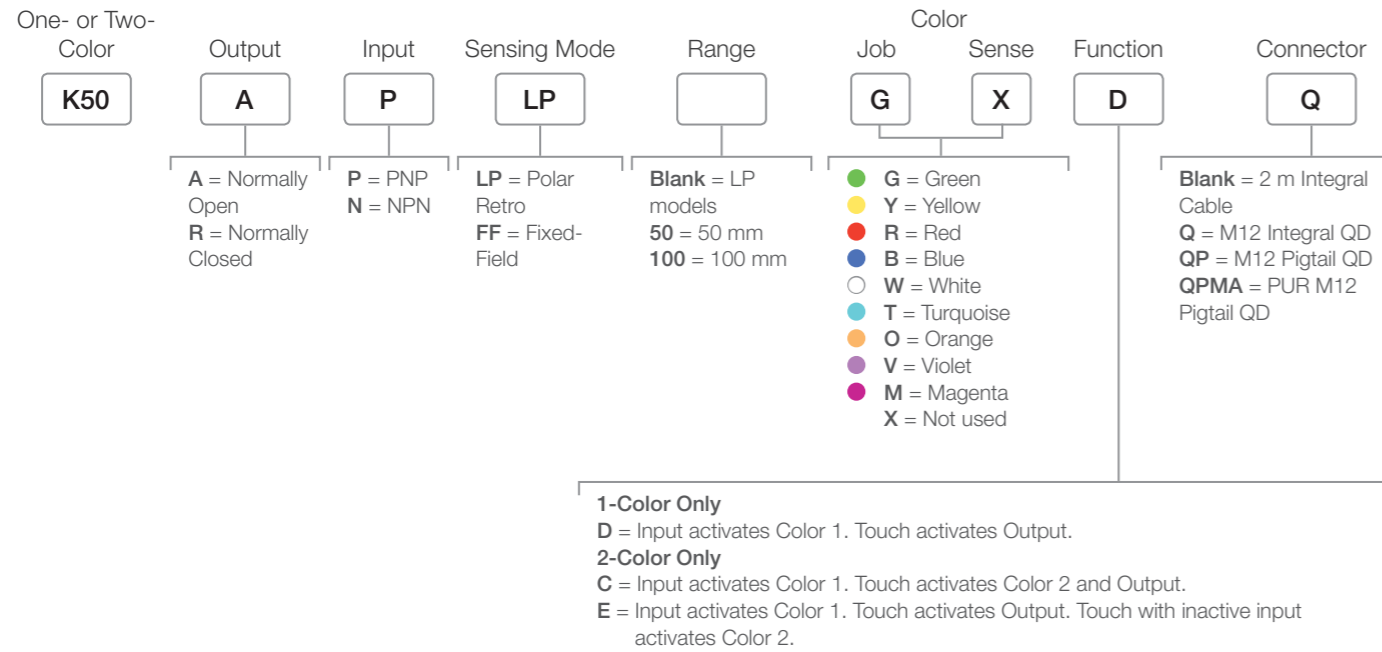 One- or Two-
Color
Output
Input
Sensing Mode
Range
Color
Job
Sense
Function
Connector
K50
A
P
LP
G
X
D
Q
A = Normally
Open
R = Normally
Closed
P = PNP
N = NPN
LP = Polar
Retro
FF = Fixed-
Field
Blank = LP
models
50 = 50 mm
100 = 100 mm
G = Green
Y = Yellow
R = Red
B = Blue
W = White
T = Turquoise
O = Orange
V = Violet
M = Magenta
X = Not used
Blank = 2 m Integral
Cable
Q = M12 Integral QD
QP = M12 Pigtail QD
QPMA = PUR M12
Pigtail QD
1-Color Only
D = Input activates Color 1. Touch activates Output.
2-Color Only
C = Input activates Color 1. Touch activates Color 2 and Output.
E = Input activates Color 1. Touch activates Output. Touch with inactive input
activates Color 2.